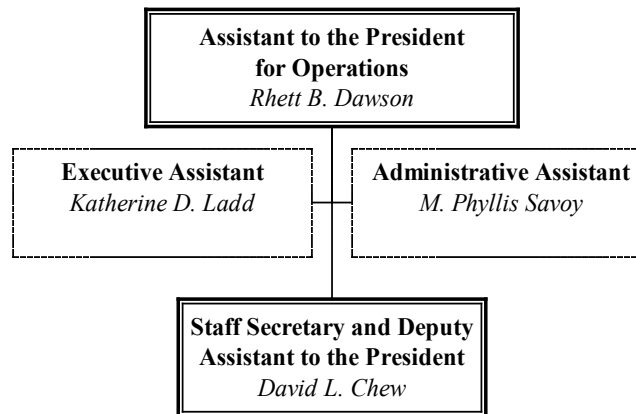 Assistant to the President
for Operations
Rhett B. Dawson
Executive Assistant
Katherine D. Ladd
Administrative Assistant
M. Phyllis Savoy
Staff Secretary and Deputy
Assistant to the President
David L. Chew